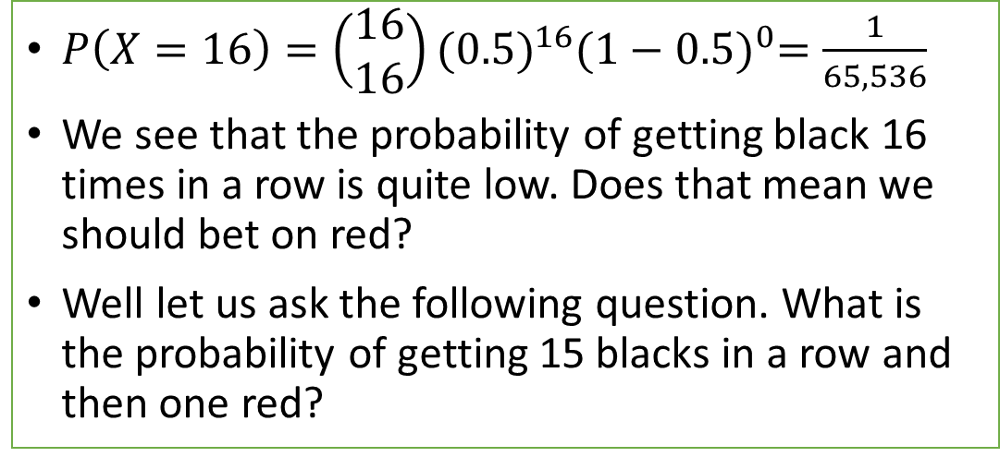 • P(X = 16) = (16 16) (0.5)^16 (1 − 0.5)^0 = 1/65,536
• We see that the probability of getting black 16
times in a row is quite low. Does that mean we
should bet on red?
• Well let us ask the following question. What is
the probability of getting 15 blacks in a row and
then one red?